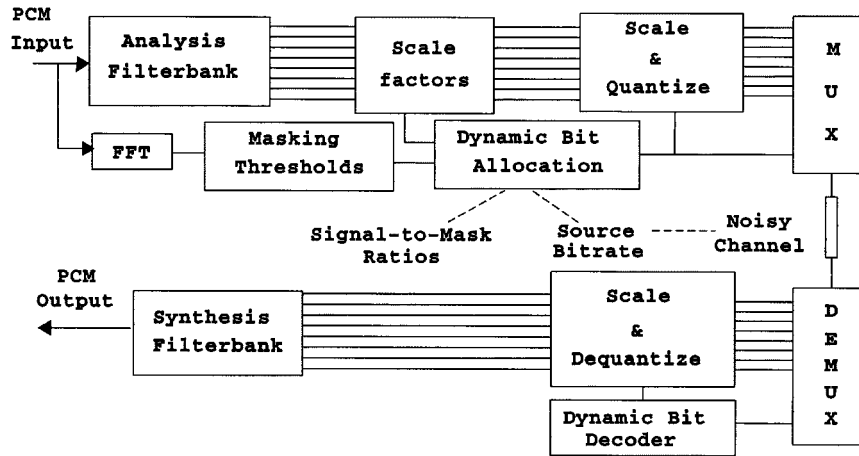 PCM
Input
Analysis
Filterbank
Scale
factors
Scale
&
Quantize
M
U
X
FFT
Masking
Thresholds
Dynamic Bit
Allocation
Signal-to-Mask
Ratios
Source
Bitrate
Noisy
Channel
PCM
Output
Synthesis
Filterbank
Scale
&
Dequantize
D
E
M
U
X
Dynamic Bit
Decoder